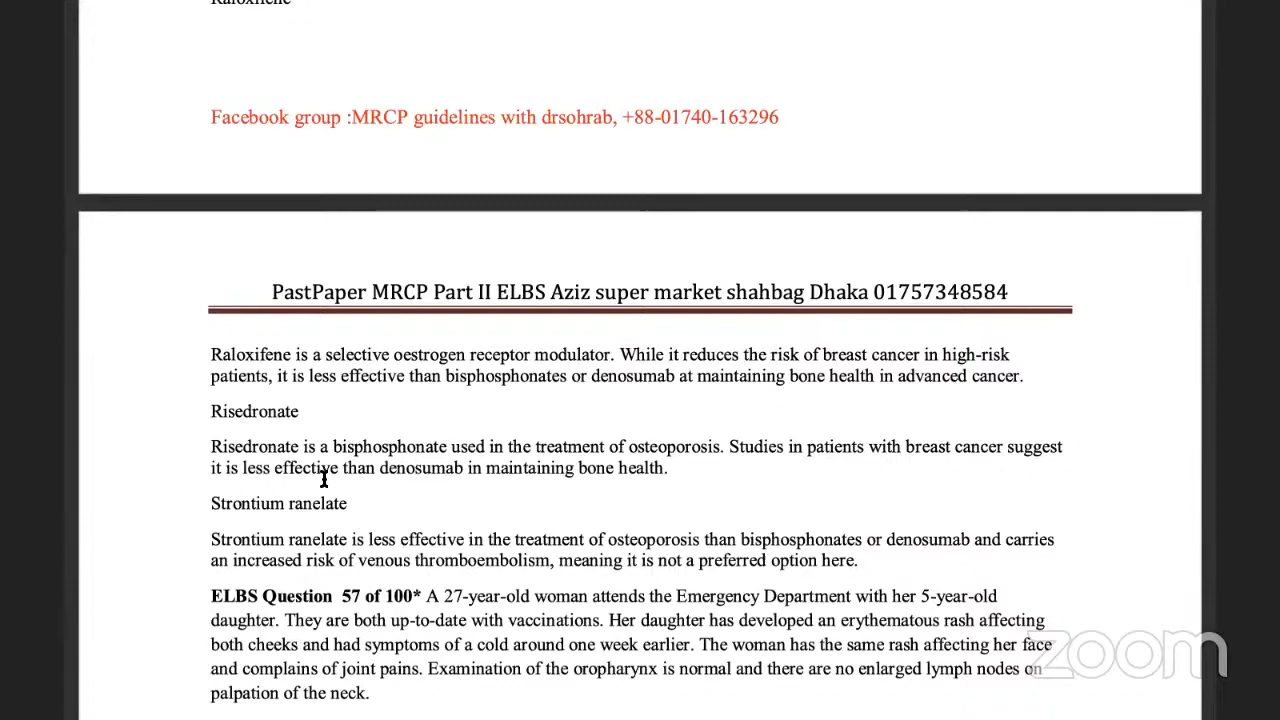 Raloxifene
Facebook group :MRCP guidelines with drsohrab, +88-01740-163296
PastPaper MRCP Part II ELBS Aziz super market shahbag Dhaka 01757348584
Raloxifene is a selective oestrogen receptor modulator. While it reduces the risk of breast cancer in high-risk
patients, it is less effective than bisphosphonates or denosumab at maintaining bone health in advanced cancer.
Risedronate
Risedronate is a bisphosphonate used in the treatment of osteoporosis. Studies in patients with breast cancer suggest
it is less effective than denosumab in maintaining bone health.
Strontium ranelate
Strontium ranelate is less effective in the treatment of osteoporosis than bisphosphonates or denosumab and carries
an increased risk of venous thromboembolism, meaning it is not a preferred option here.
ELBS Question 57 of 100* A 27-year-old woman attends the Emergency Department with her 5-year-old
daughter. They are both up-to-date with vaccinations. Her daughter has developed an erythematous rash affecting
both cheeks and had symptoms of a cold around one week earlier. The woman has the same rash affecting her face
and complains of joint pains. Examination of the oropharynx is normal and there are no enlarged lymph nodes on
palpation of the neck.
zoom